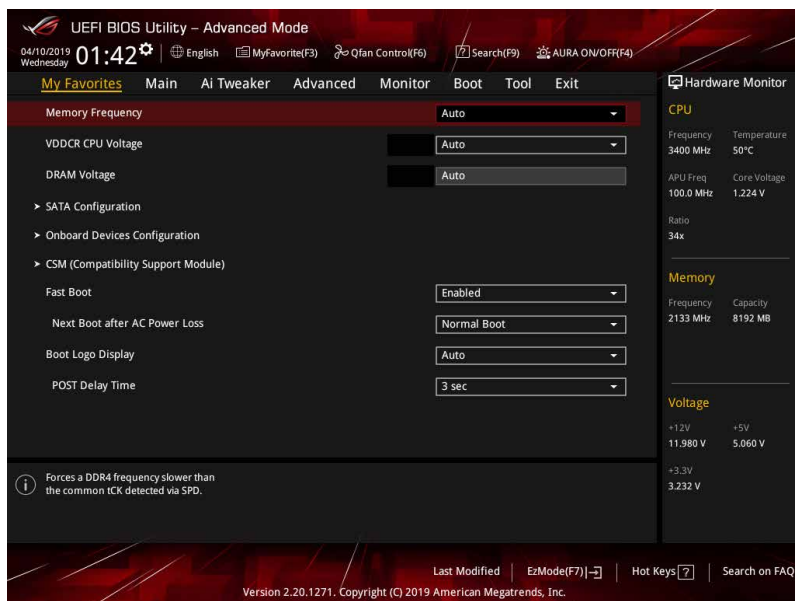 UEFI BIOS Utility – Advanced Mode
04/10/2019 Wednesday 01:42 English MyFavorite(F3) Qfan Control(F6) Search(F9) AURA ON/OFF(F4)
My Favorites Main Ai Tweaker Advanced Monitor Boot Tool Exit
Memory Frequency Auto
VDDCR CPU Voltage Auto
DRAM Voltage Auto
> SATA Configuration
> Onboard Devices Configuration
> CSM (Compatibility Support Module)
Fast Boot Enabled
Next Boot after AC Power Loss Normal Boot
Boot Logo Display Auto
POST Delay Time 3 sec
Forces a DDR4 frequency slower than
the common tCK detected via SPD.
Hardware Monitor
CPU
Frequency Temperature
3400 MHz 50°C
APU Freq Core Voltage
100.0 MHz 1.224 V
Ratio
34x
Memory
Frequency Capacity
2133 MHz 8192 MB
Voltage
+12V +5V
11.980 V 5.060 V
+3.3V
3.232 V
Last Modified EzMode(F7) Hot Keys ? Search on FAQ
Version 2.20.1271. Copyright (C) 2019 American Megatrends, Inc.